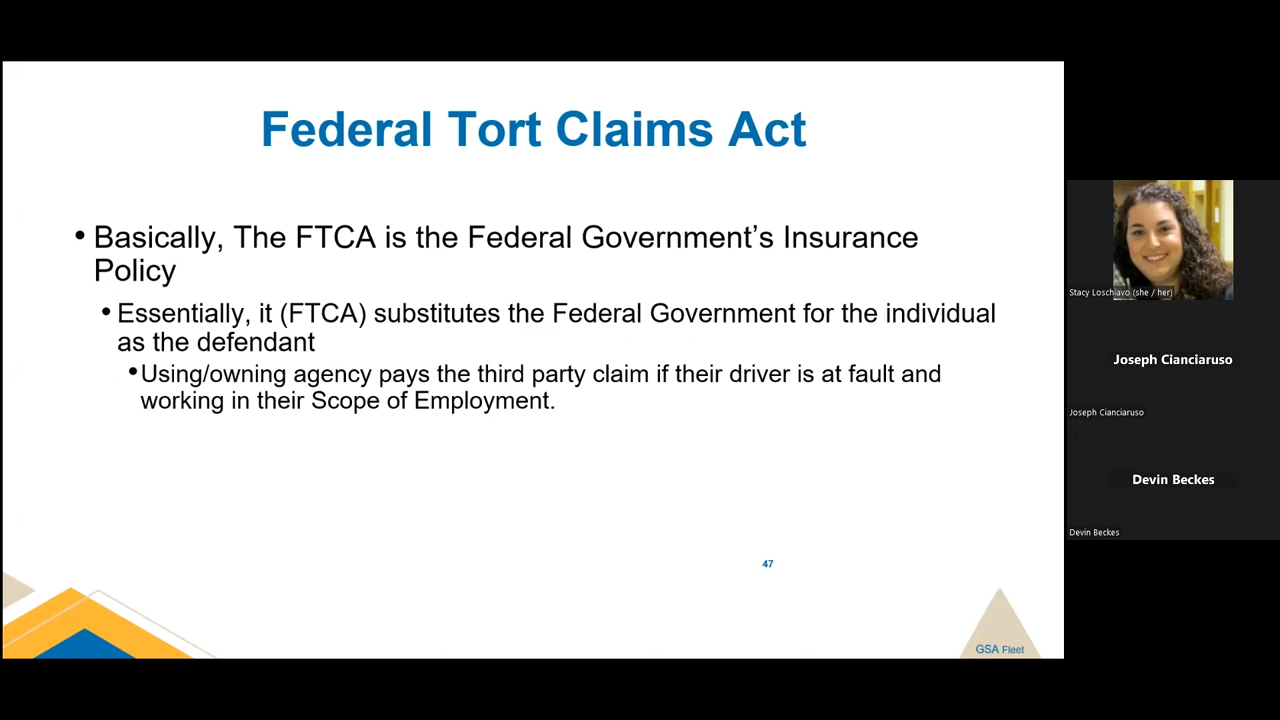 Federal Tort Claims Act
• Basically, The FTCA is the Federal Government’s Insurance
Policy
• Essentially, it (FTCA) substitutes the Federal Government for the individual
as the defendant
• Using/owning agency pays the third party claim if their driver is at fault and
working in their Scope of Employment.
47
GSA Fleet
Stacy Loschiavo (she / her)
Joseph Cianciaruso
Joseph Cianciaruso
Devin Beckes
Devin Beckes